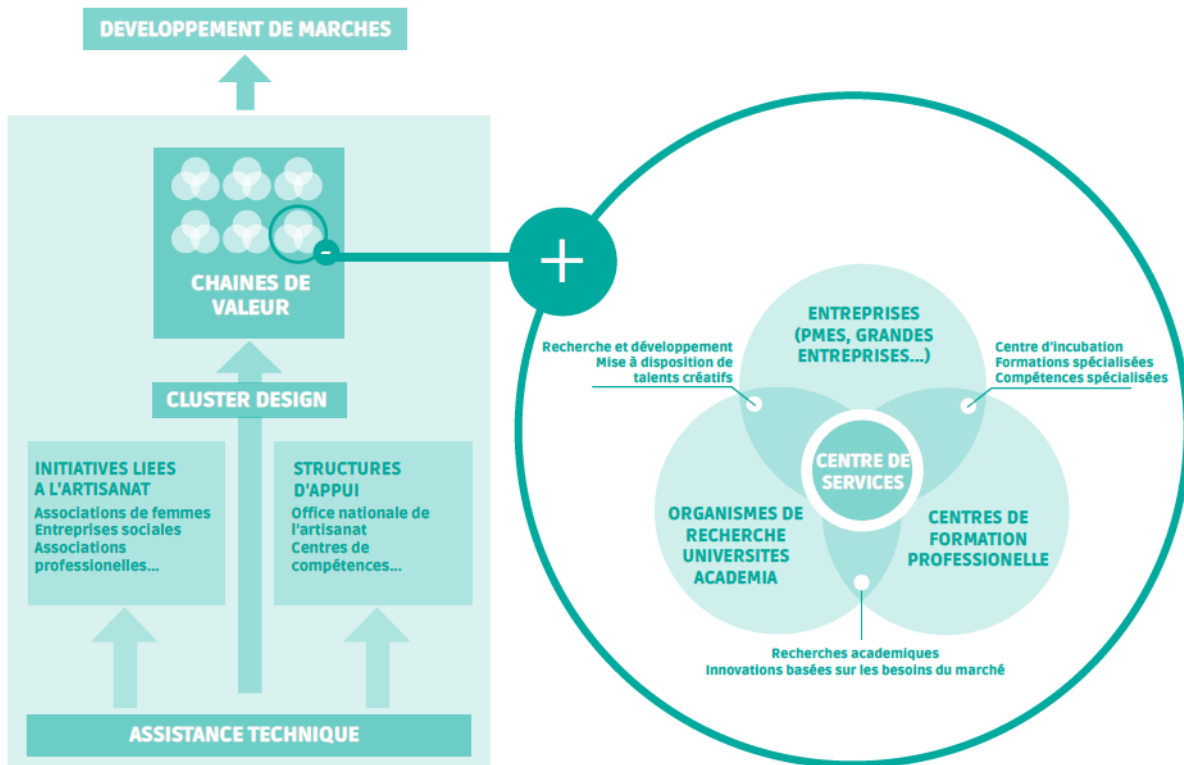 DEVELOPPEMENT DE MARCHES
CHAINES DE
VALEUR
CLUSTER DESIGN
INITIATIVES LIEES
A L'ARTISANAT
Associations de femmes
Entreprises sociales
Associations
professionelles...
STRUCTURES
D'APPUI
Office nationale de
l'artisanat
Centres de
compétences...
ASSISTANCE TECHNIQUE
-
+
ENTREPRISES
(PMES, GRANDES
ENTREPRISES...)
Recherche et développement
Mise à disposition de
talents créatifs
Centre d'incubation
Formations spécialisées
Compétences spécialisées
CENTRE DE
SERVICES
ORGANISMES DE
RECHERCHE
UNIVERSITES
ACADEMIA
CENTRES DE
FORMATION
PROFESSIONELLE
Recherches academiques
Innovations basées sur les besoins du marché